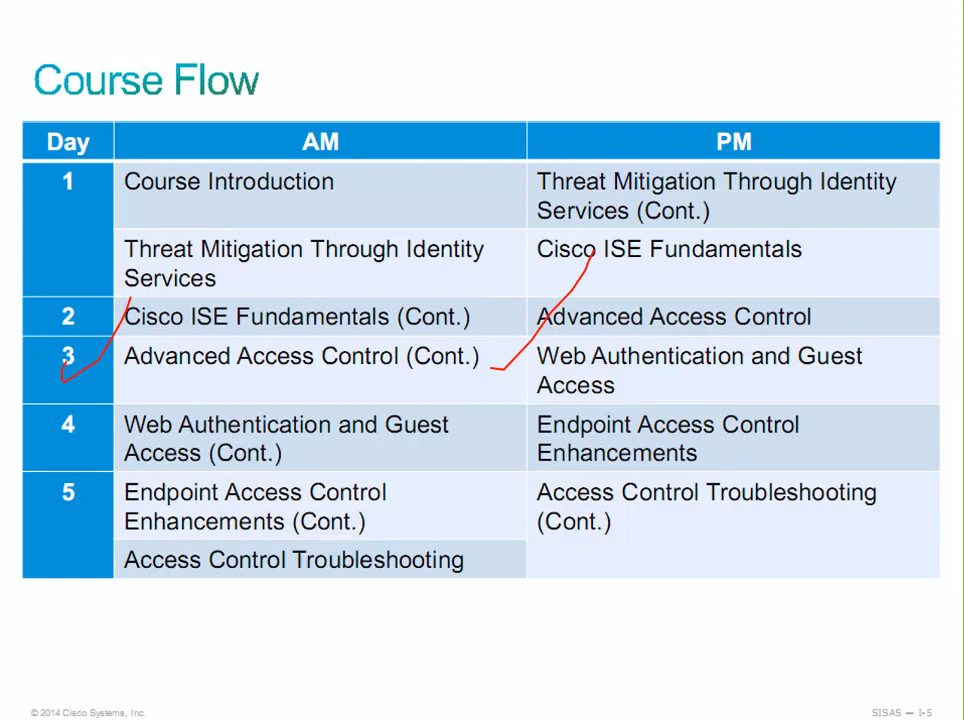 Course Flow
Day AM PM
1 Course Introduction Threat Mitigation Through Identity
Services (Cont.)
Threat Mitigation Through Identity
Services
Cisco ISE Fundamentals
2 Cisco ISE Fundamentals (Cont.) Advanced Access Control
3 Advanced Access Control (Cont.) Web Authentication and Guest
Access
4 Web Authentication and Guest
Access (Cont.)
Endpoint Access Control
Enhancements
5 Endpoint Access Control
Enhancements (Cont.)
Access Control Troubleshooting
(Cont.)
Access Control Troubleshooting
© 2014 Cisco Systems, Inc. SISAS — I-5